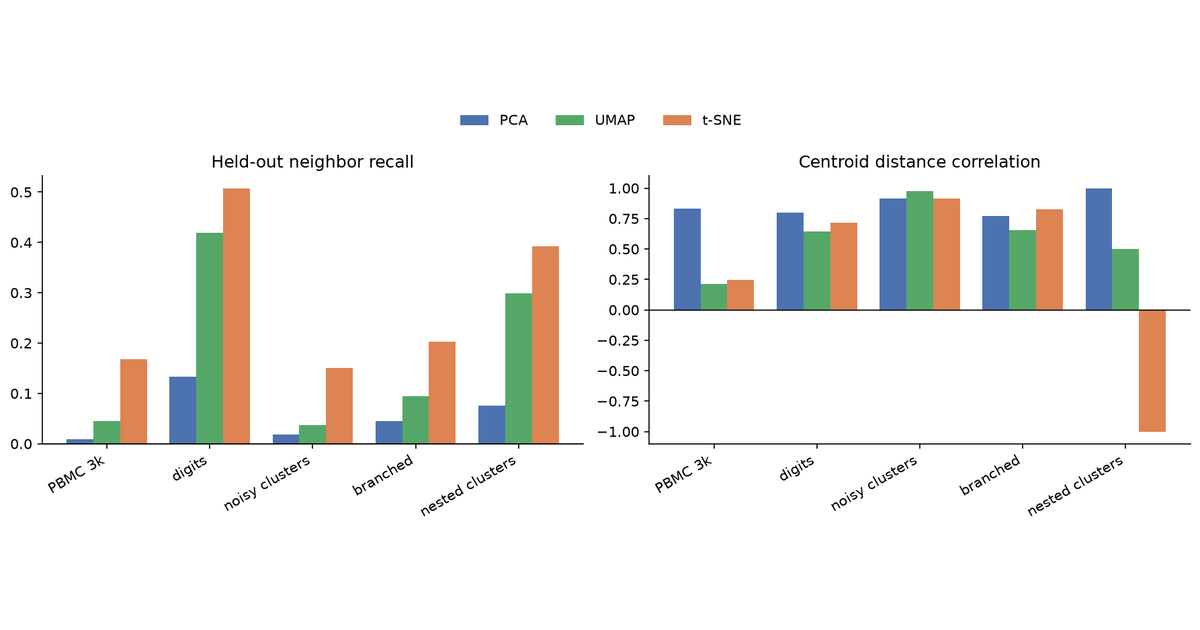 PCA UMAP t-SNE
Held-out neighbor recall
0.5
0.4
0.3
0.2
0.1
0.0
PBMC 3k
digits
noisy clusters
branched
nested clusters
Centroid distance correlation
1.00
0.75
0.50
0.25
0.00
−0.25
−0.50
−0.75
−1.00
PBMC 3k
digits
noisy clusters
branched
nested clusters